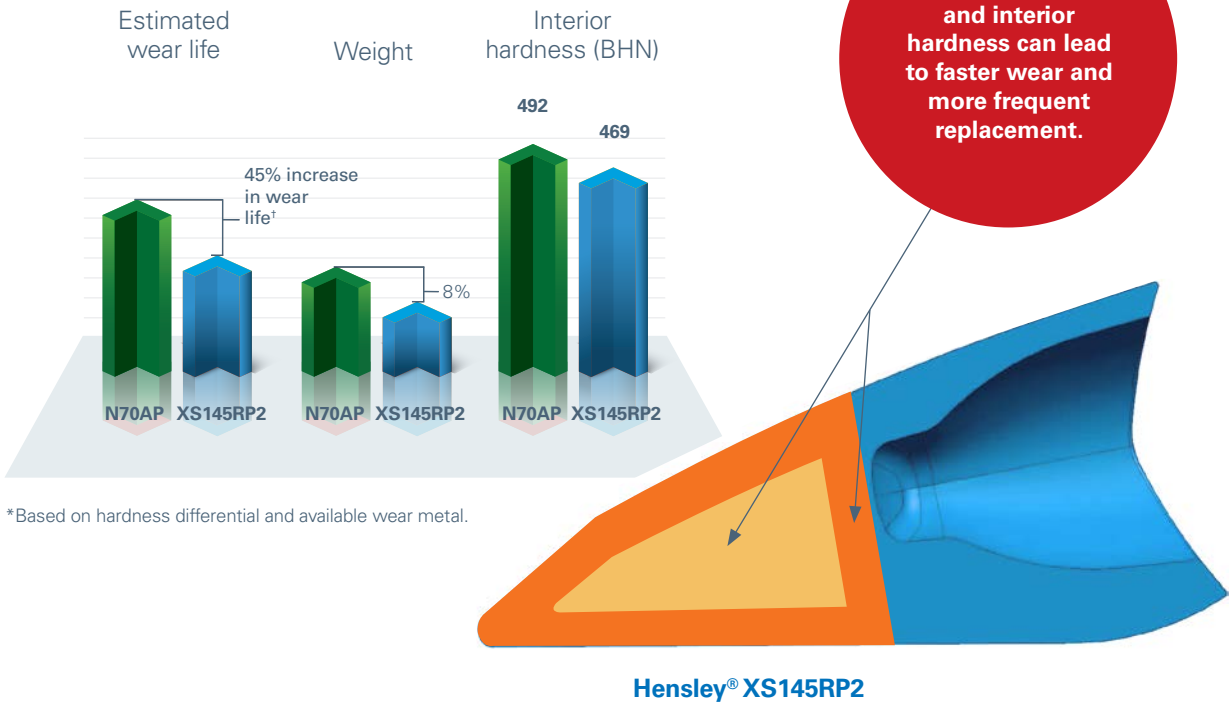 Estimated
wear life
Weight
Interior
hardness (BHN)
492
469
45% increase
in wear
life†
8%
N70AP XS145RP2
N70AP XS145RP2
N70AP XS145RP2
*Based on hardness differential and available wear metal.
and interior
hardness can lead
to faster wear and
more frequent
replacement.
Hensley® XS145RP2